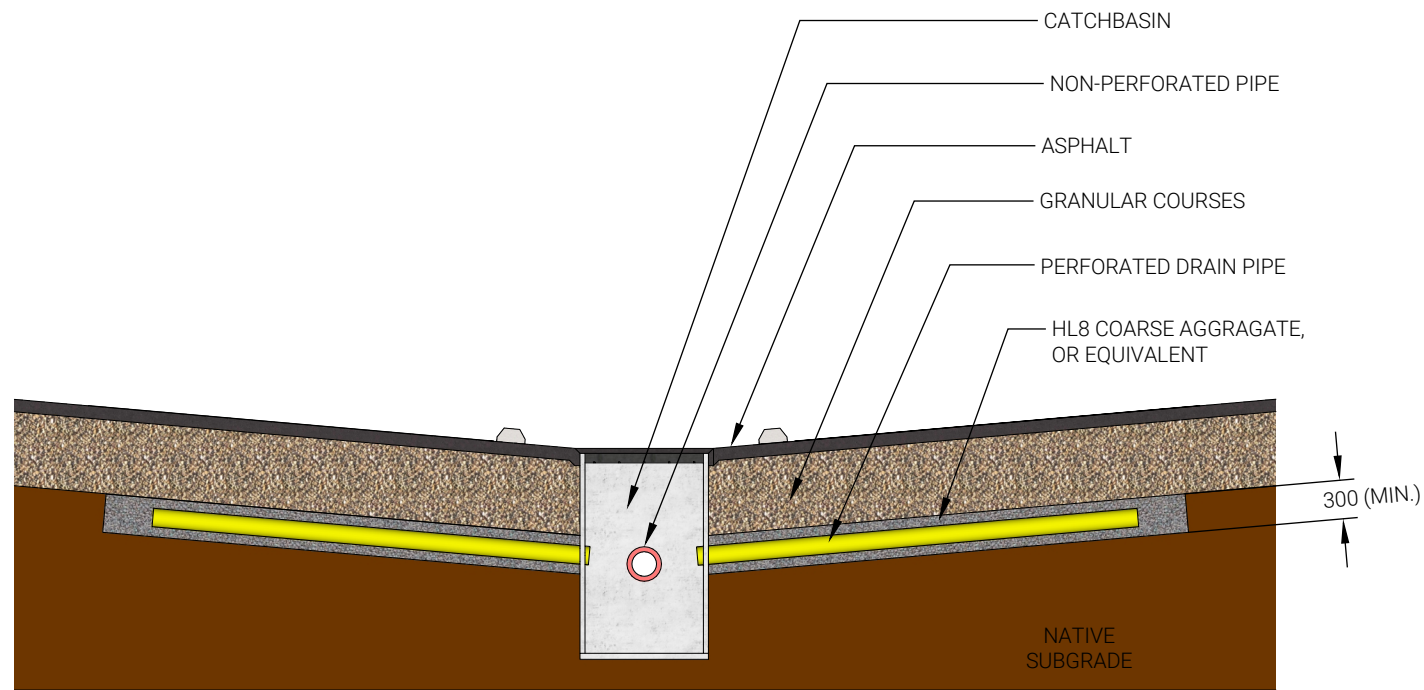 CATCHBASIN
NON-PERFORATED PIPE
ASPHALT
GRANULAR COURSES
PERFORATED DRAIN PIPE
HL8 COARSE AGGRAGATE,
OR EQUIVALENT
300 (MIN.)
NATIVE
SUBGRADE